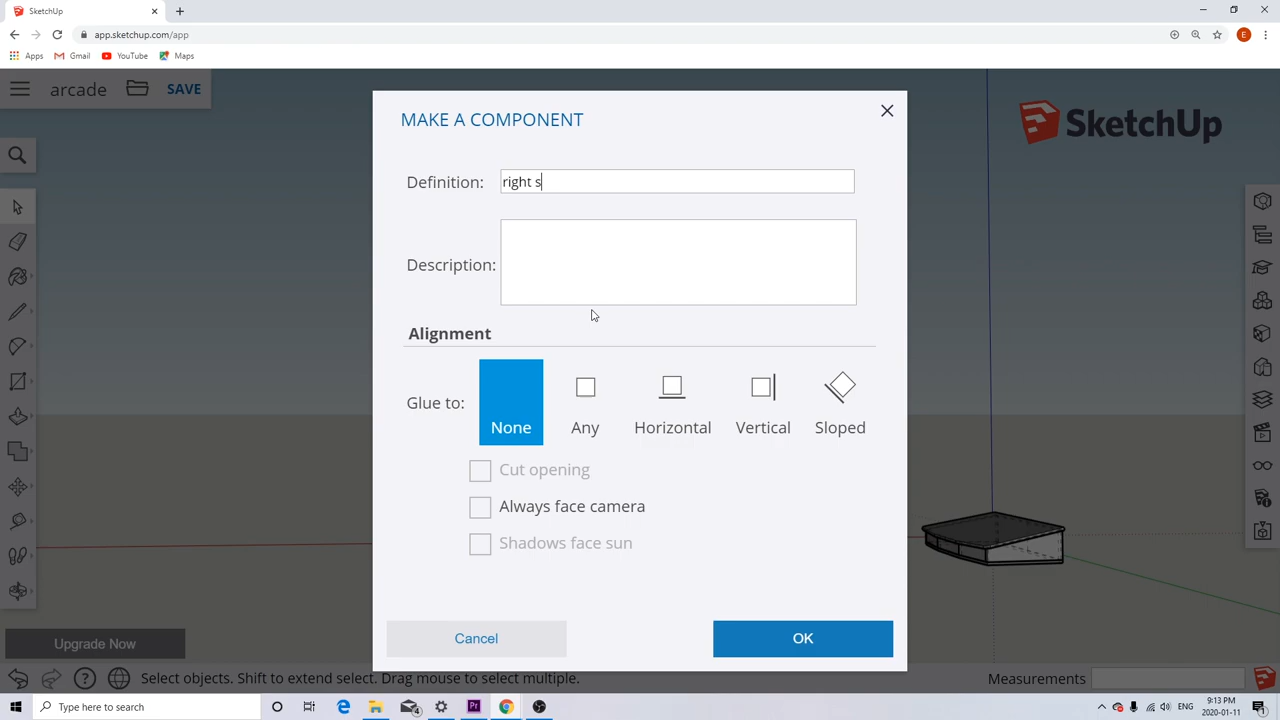 SketchUp
app.sketchup.com/app
E
Apps Gmail YouTube Maps
arcade SAVE
SketchUp
MAKE A COMPONENT
Definition: right s
Description:
Alignment
Glue to: None Any Horizontal Vertical Sloped
Cut opening
Always face camera
Shadows face sun
Cancel OK
Upgrade Now
Select objects. Shift to extend select. Drag mouse to select multiple.
Measurements
Type here to search
4
Pr
ENG
9:13 PM
2020-01-11
1